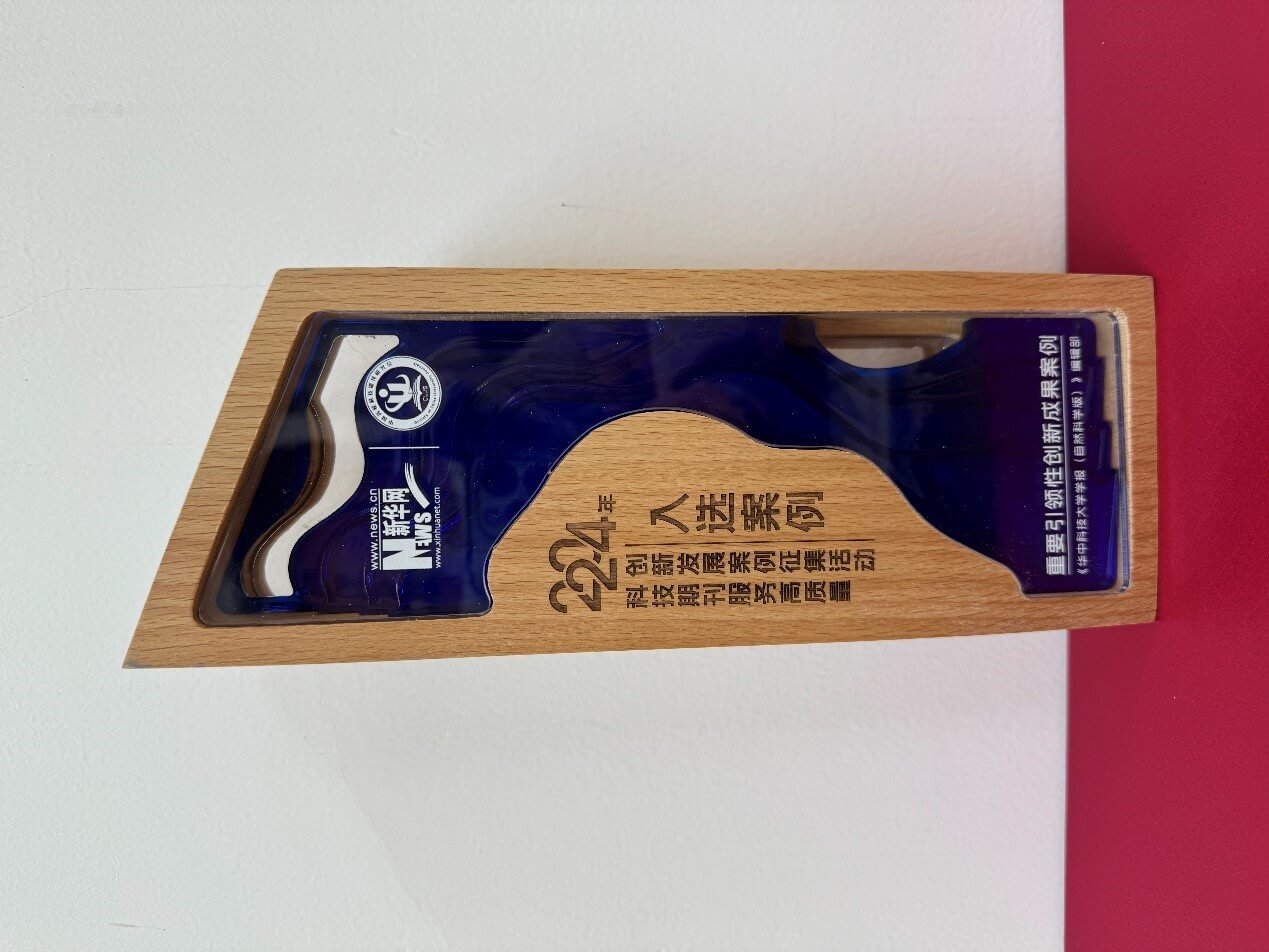 www.news.cn
新华网
NEWS
www.xinhuanet.com
CUJS
2024年
科技期刊服务高质量
创新发展案例征集活动
入选案例
重要引领性创新成果案例
《华中科技大学学报（自然科学版）》编辑部